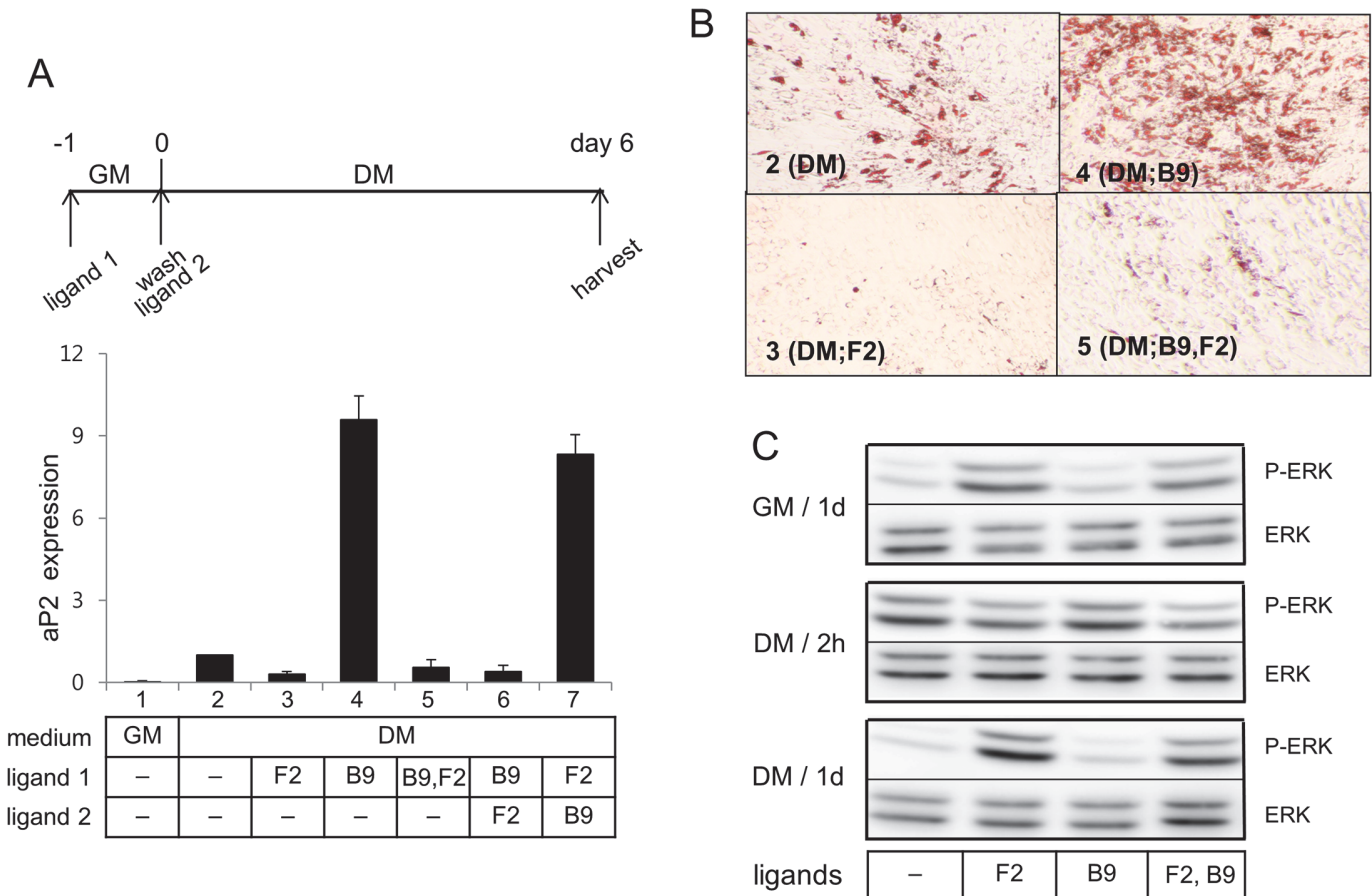 A
-1 0 day 6
GM DM
ligand 1
wash
ligand 2
harvest
12
9
6
3
0
aP2 expression
1 2 3 4 5 6 7
medium GM DM
ligand 1 – – F2 B9 B9,F2 B9 F2
ligand 2 – – – – – F2 B9
B
2 (DM)
4 (DM;B9)
3 (DM;F2)
5 (DM;B9,F2)
C
GM / 1d
P-ERK
ERK
DM / 2h
P-ERK
ERK
DM / 1d
P-ERK
ERK
ligands – F2 B9 F2, B9